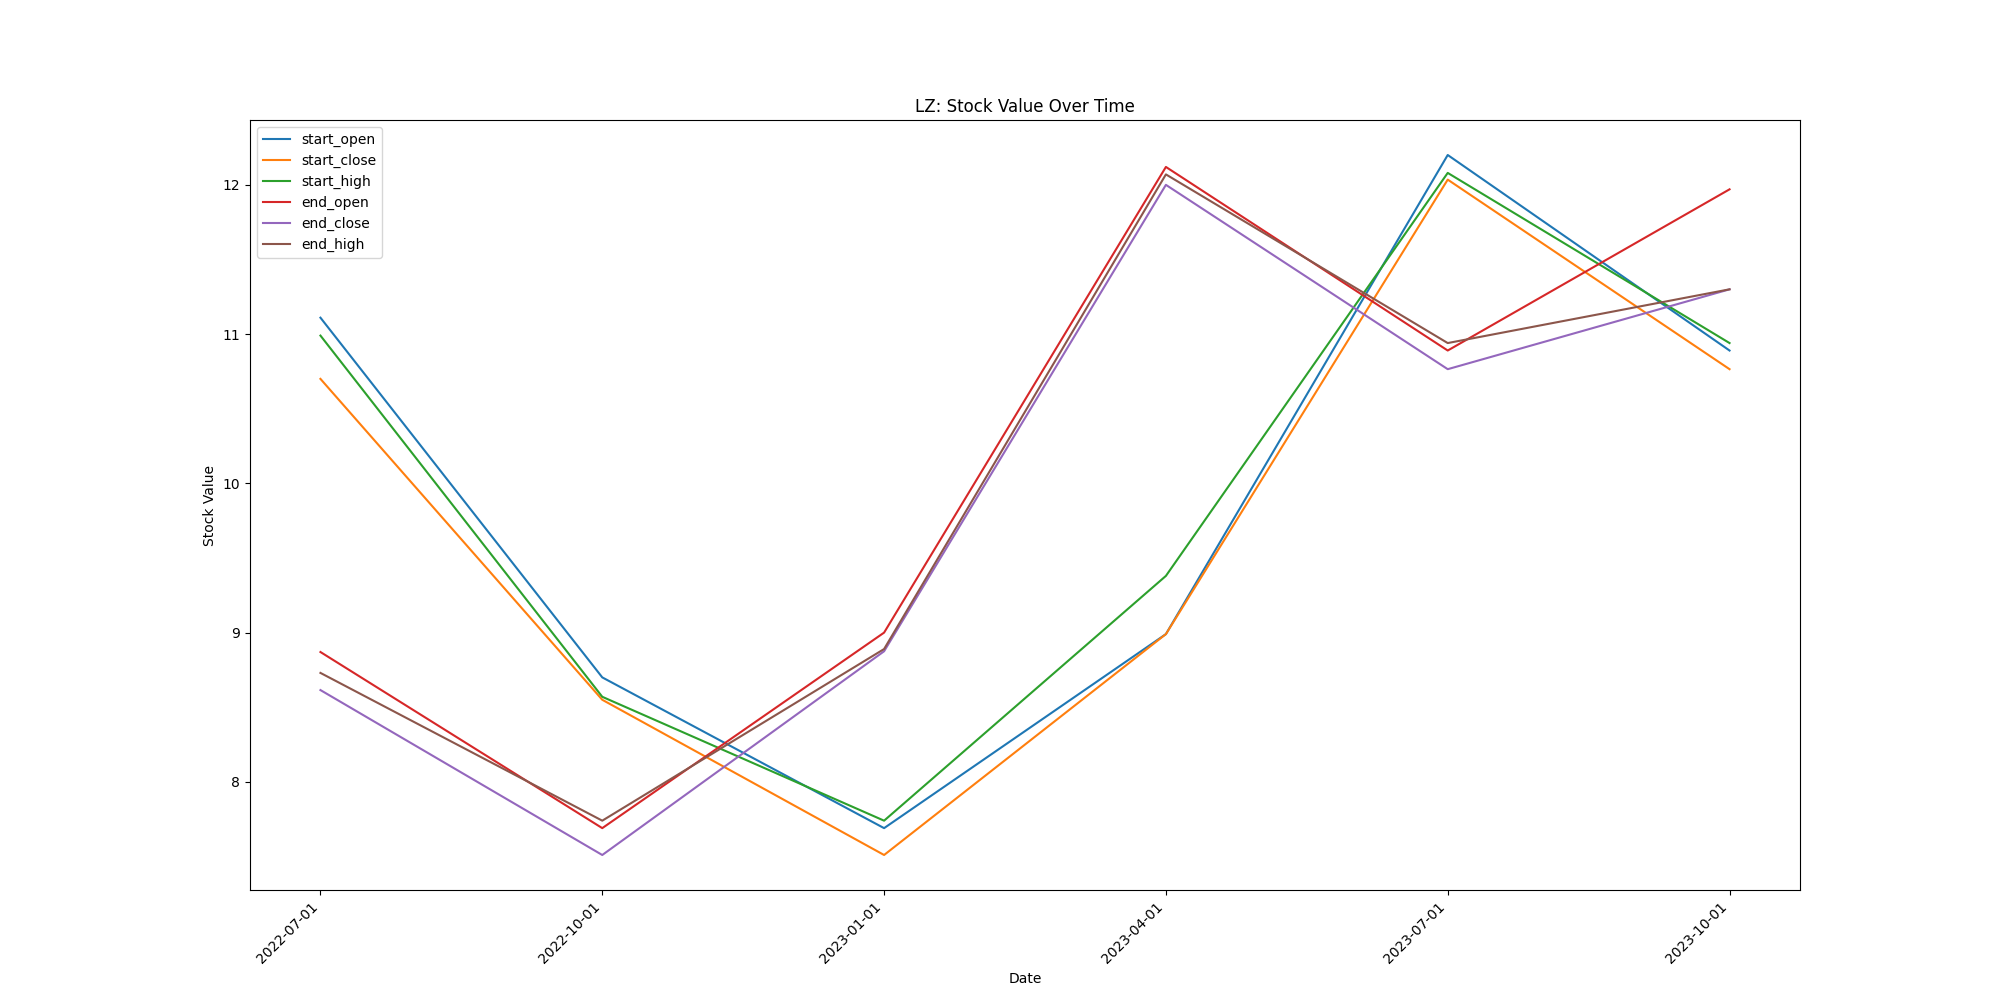 LZ: Stock Value Over Time
start_open
start_close
start_high
end_open
end_close
end_high
12
11
10
9
8
Stock Value
2022-07-01
2022-10-01
2023-01-01
2023-04-01
2023-07-01
2023-10-01
Date